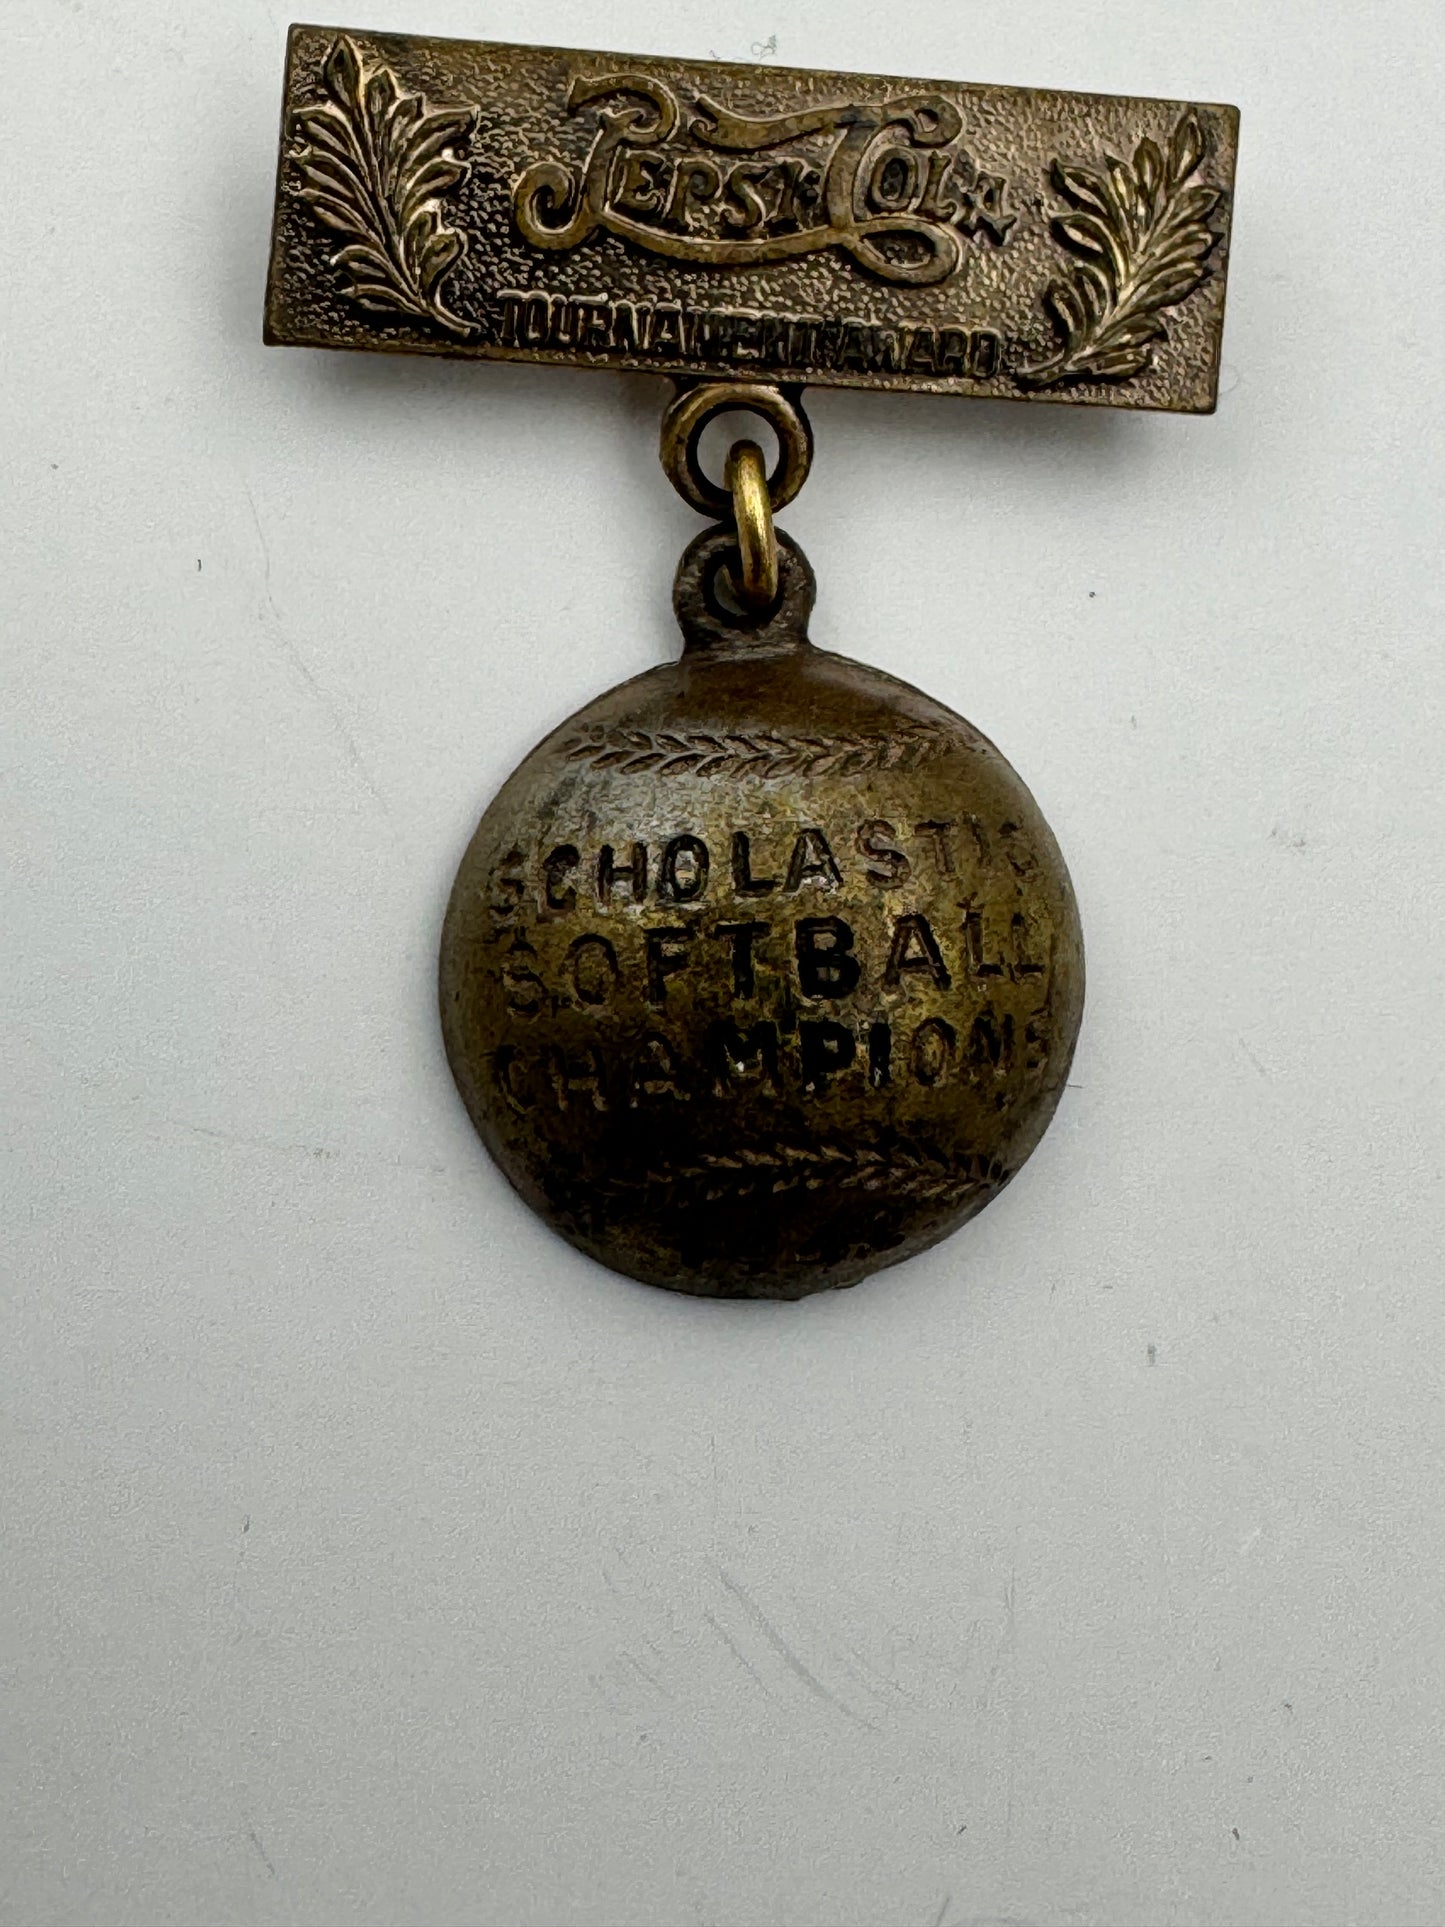 PEPSI-COLA
TOURNAMENT AWARD
SCHOLASTIC
SOFTBALL
CHAMPIONS